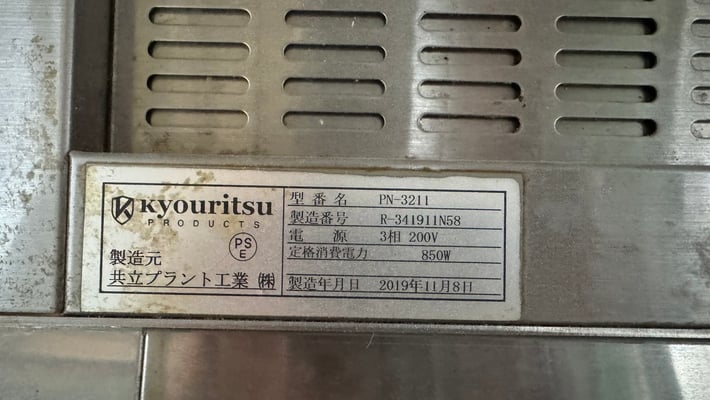 Kyouritsu
PRODUCTS
PS
E
製造元
共立プラント工業 ㈱
型番名 PN-3211
製造番号 R-341911N58
電源 3相 200V
定格消費電力 850W
製造年月日 2019年11月8日